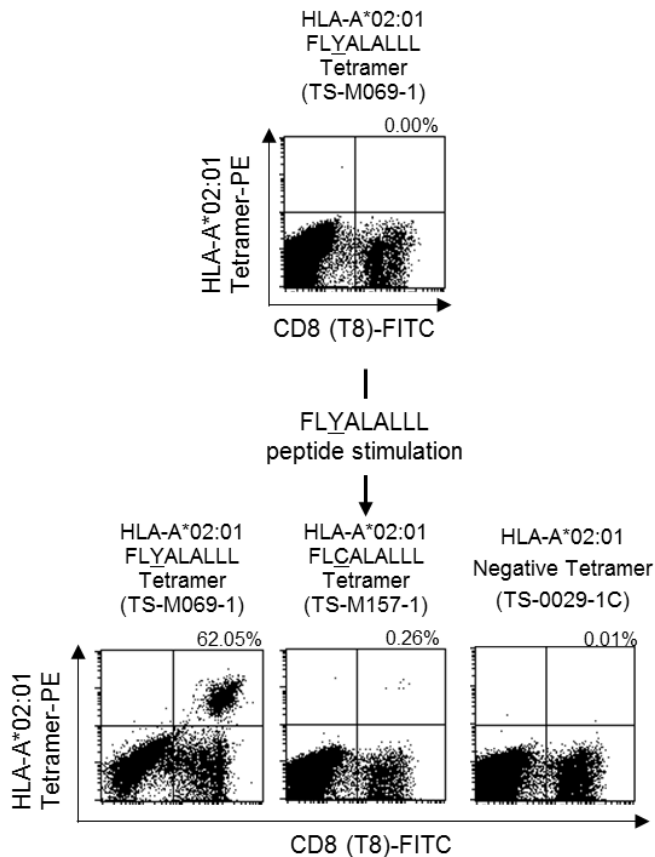 HLA-A*02:01
FLYALALLL
Tetramer
(TS-M069-1)
0.00%
HLA-A*02:01
Tetramer-PE
CD8 (T8)-FITC
FLYALALLL
peptide stimulation
HLA-A*02:01
FLYALALLL
Tetramer
(TS-M069-1)
62.05%
HLA-A*02:01
FLCALALLL
Tetramer
(TS-M157-1)
0.26%
HLA-A*02:01
Negative Tetramer
(TS-0029-1C)
0.01%
HLA-A*02:01
Tetramer-PE
CD8 (T8)-FITC